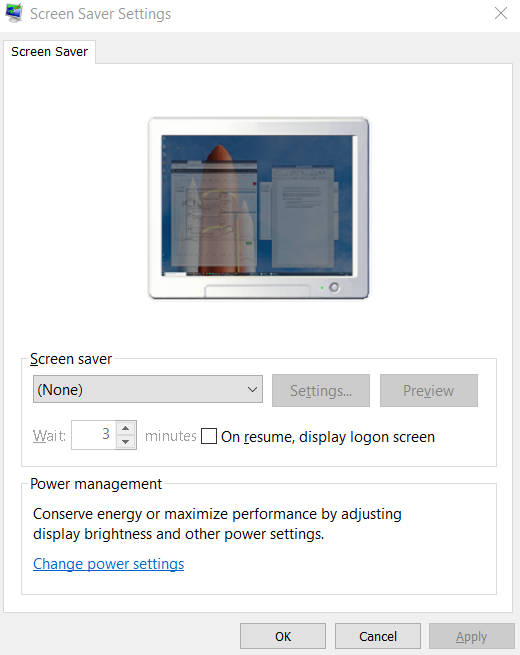 Screen Saver Settings
Screen Saver
Screen saver
(None)
Settings...
Preview
Wait:
3
minutes
On resume, display logon screen
Power management
Conserve energy or maximize performance by adjusting
display brightness and other power settings.
Change power settings
OK
Cancel
Apply